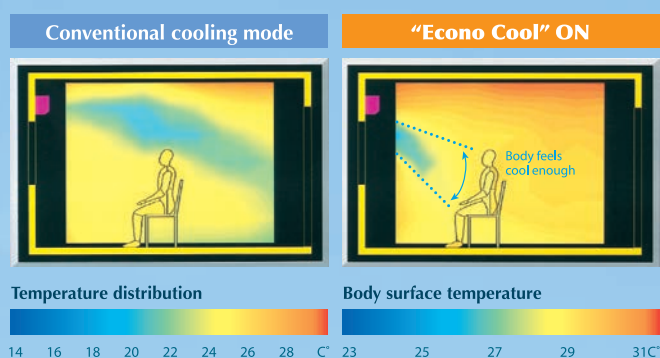 Conventional cooling mode
"Econo Cool" ON
Body feels
cool enough
Temperature distribution
14 16 18 20 22 24 26 28 C°
Body surface temperature
23 25 27 29 31C°